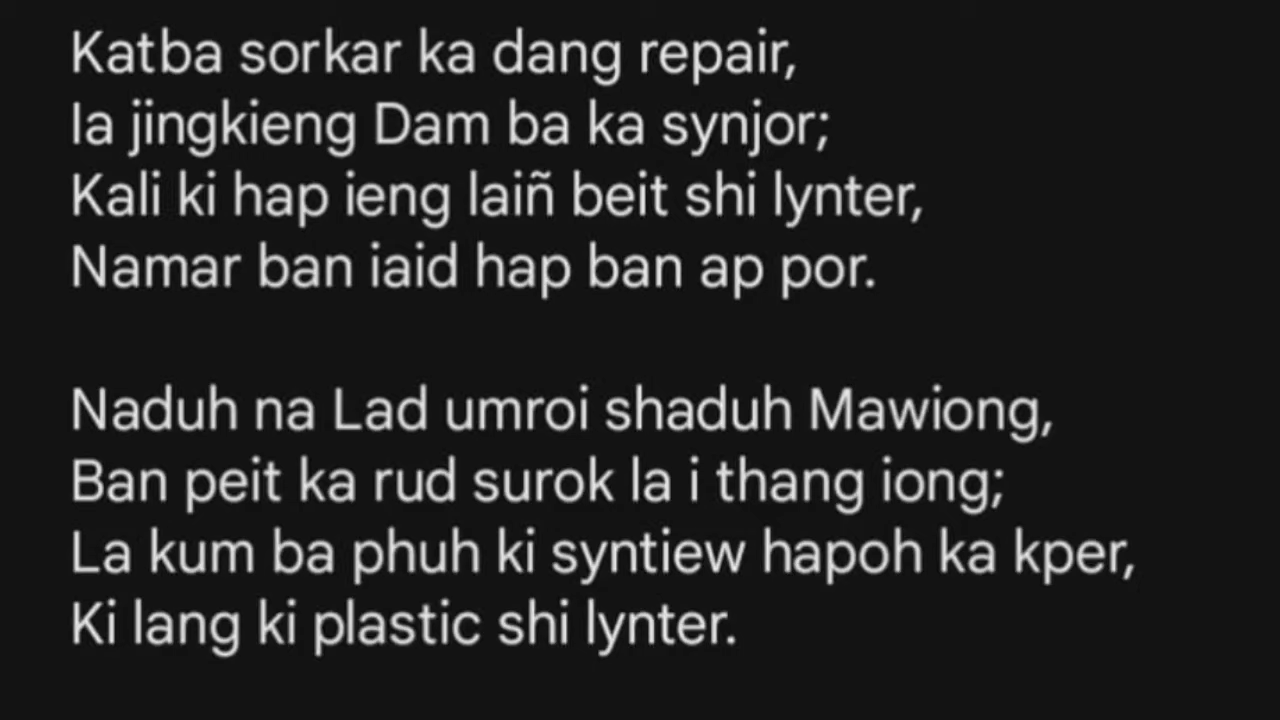 Katba sorkar ka dang repair,
Ia jingkieng Dam ba ka synjor;
Kali ki hap ieng laiñ beit shi lynter,
Namar ban iaid hap ban ap por.

Naduh na Lad umroi shaduh Mawiong,
Ban peit ka rud surok la i thang iong;
La kum ba phuh ki syntiew hapoh ka kper,
Ki lang ki plastic shi lynter.